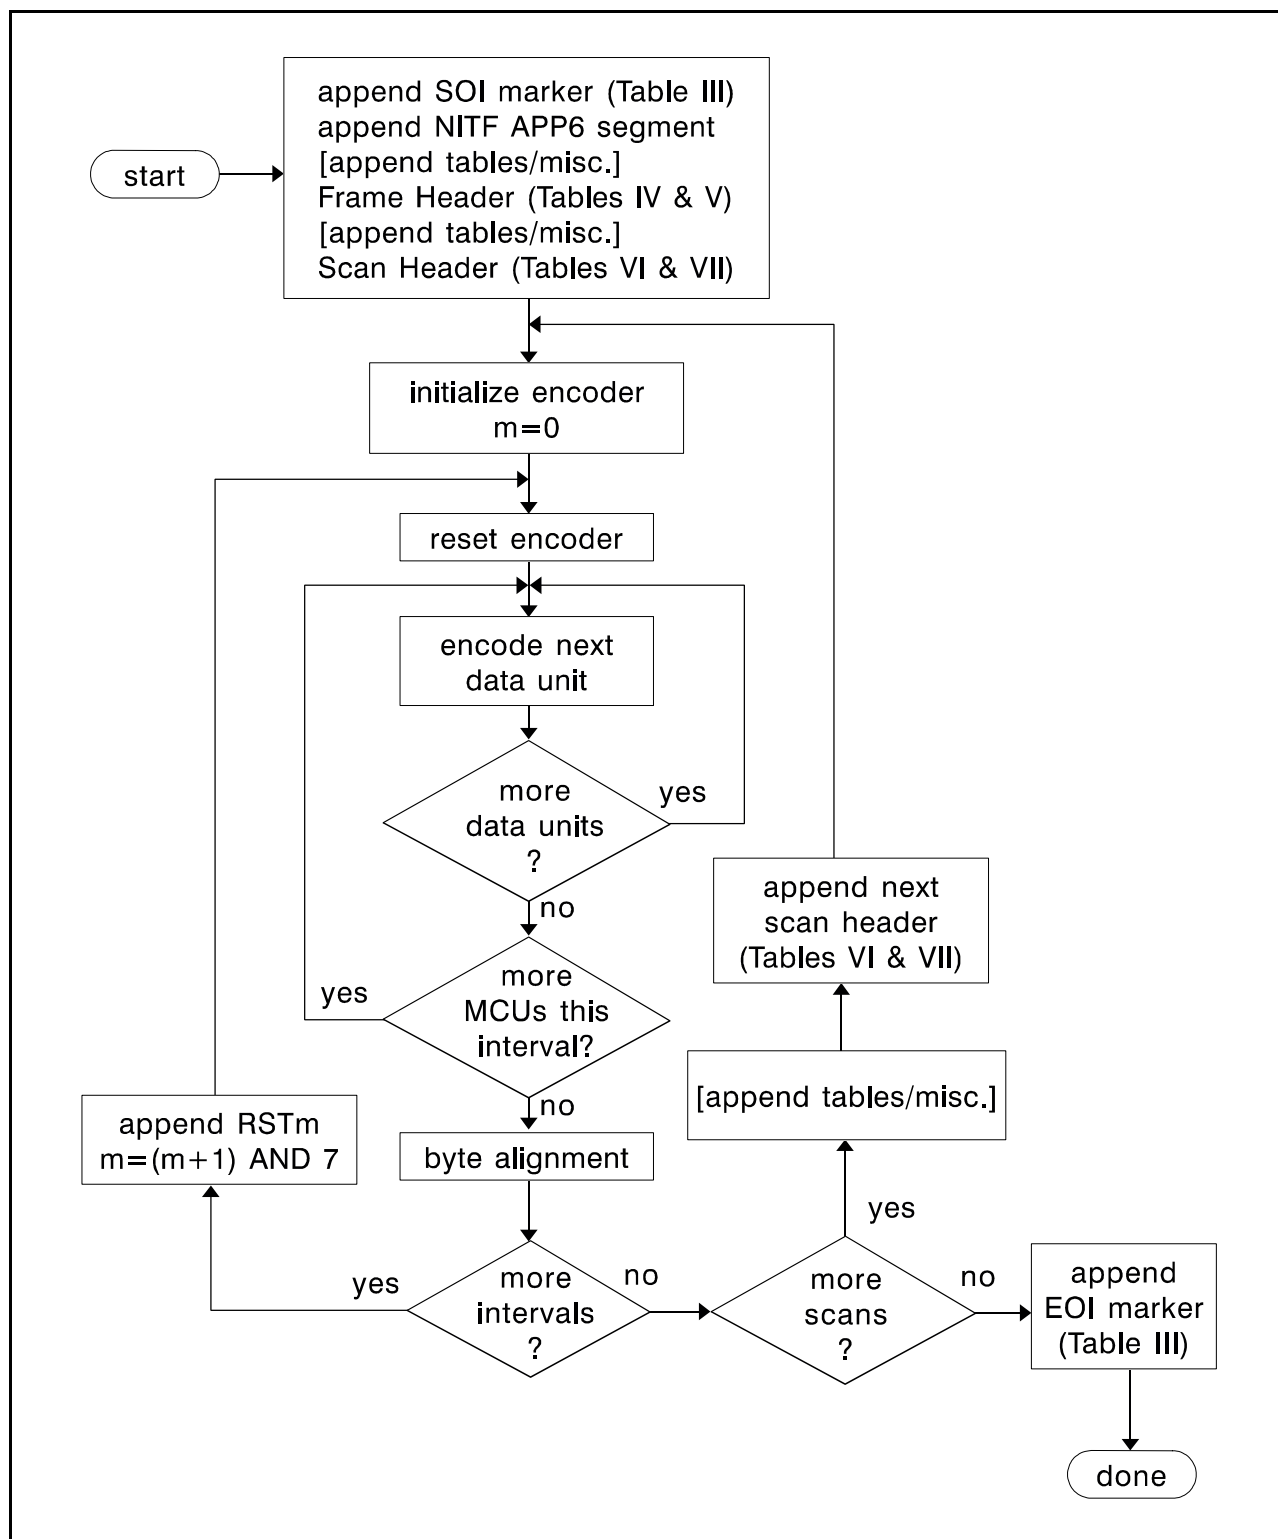 start
append SOI marker (Table III)
append NITF APP6 segment
[append tables/misc.]
Frame Header (Tables IV & V)
[append tables/misc.]
Scan Header (Tables VI & VII)
initialize encoder
m=0
reset encoder
encode next
data unit
more
data units
?
yes
no
more
MCUs this
interval?
yes
no
byte alignment
more
intervals
?
yes
append RSTm
m=(m+1) AND 7
no
more
scans
?
yes
[append tables/misc.]
append next
scan header
(Tables VI & VII)
no
append
EOI marker
(Table III)
done